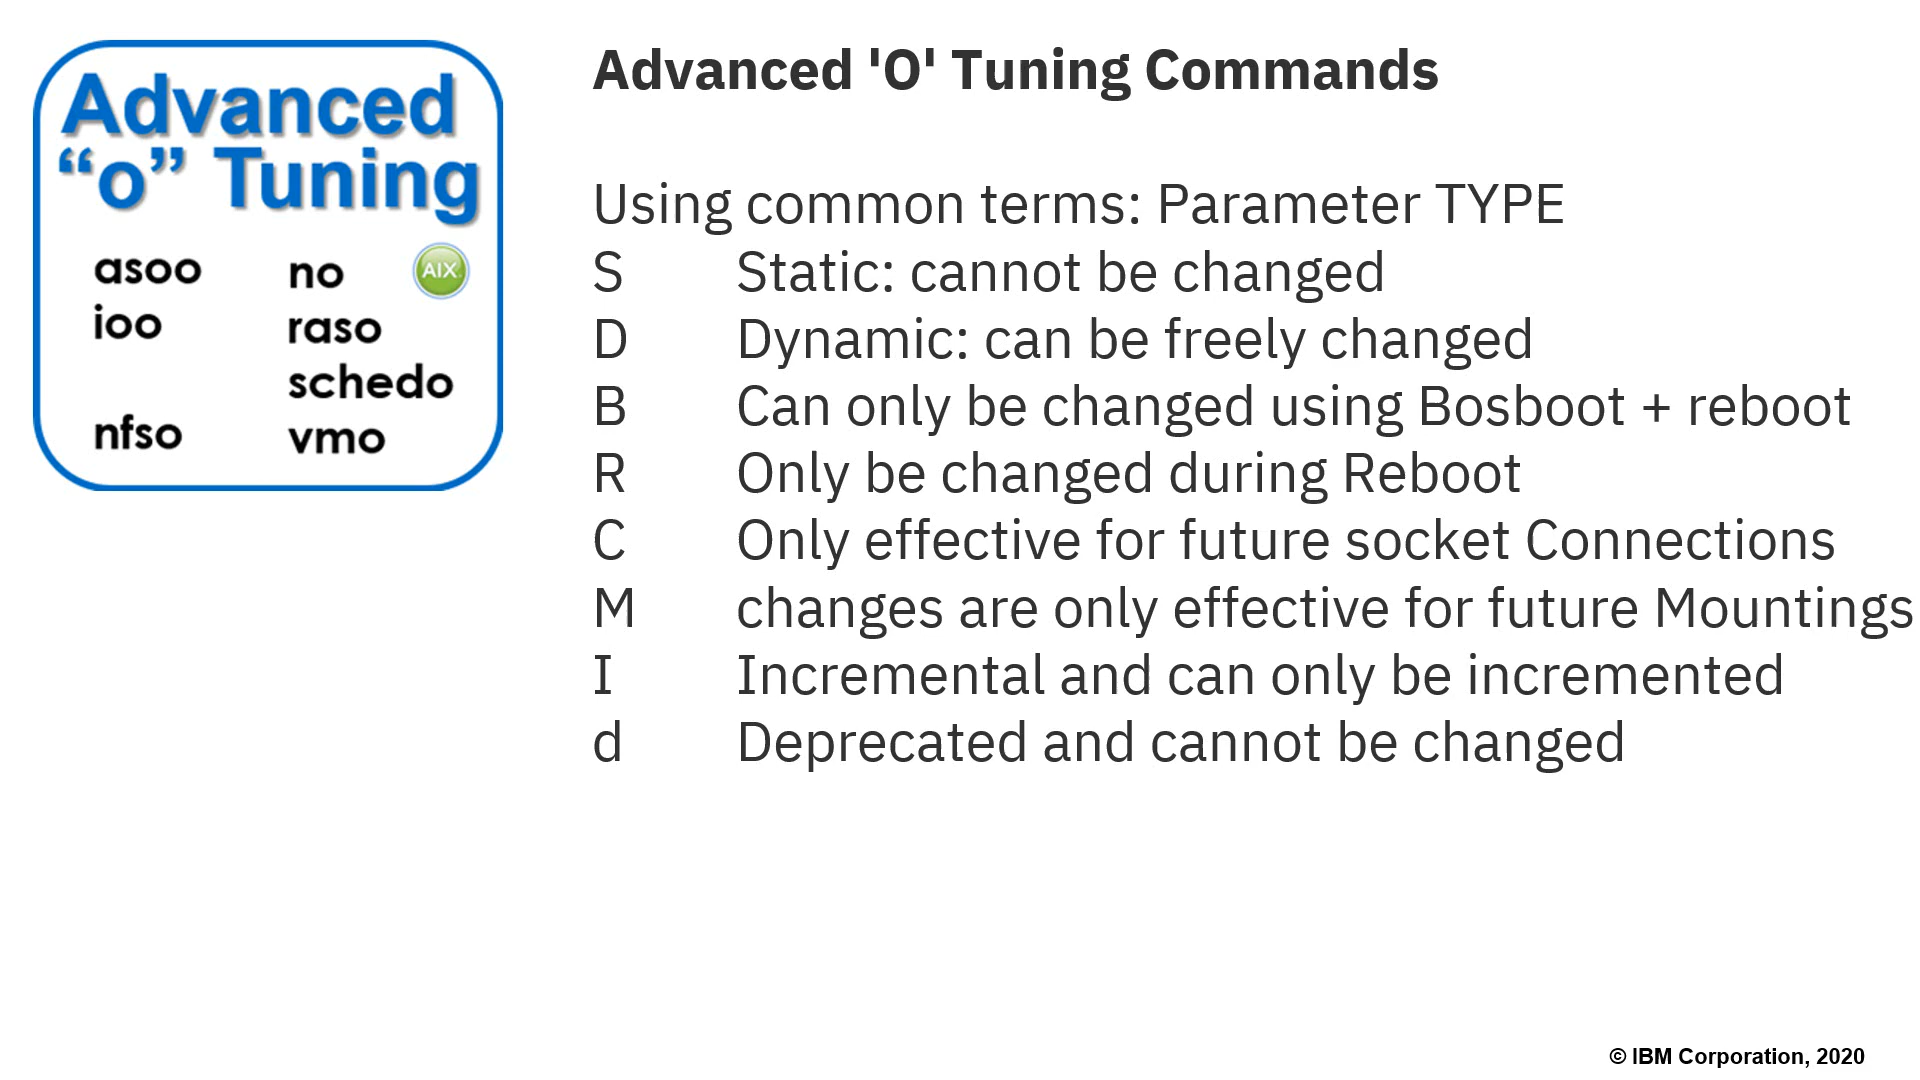 Advanced
“o” Tuning
asoo no AIX
ioo raso
schedo
nfso vmo
Advanced 'O' Tuning Commands
Using common terms: Parameter TYPE
S Static: cannot be changed
D Dynamic: can be freely changed
B Can only be changed using Bosboot + reboot
R Only be changed during Reboot
C Only effective for future socket Connections
M changes are only effective for future Mountings
I Incremental and can only be incremented
d Deprecated and cannot be changed
© IBM Corporation, 2020